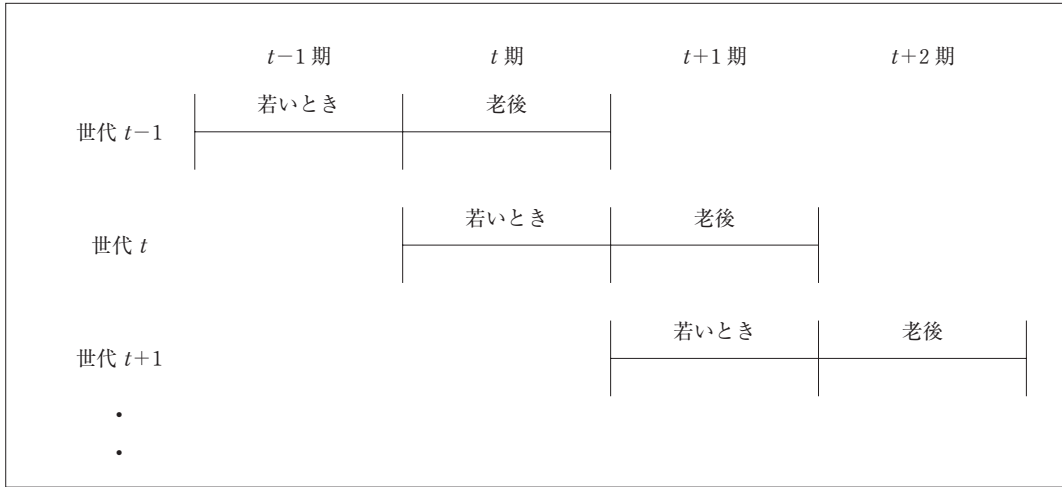 t−1 期 t 期 t+1 期 t+2 期
若いとき 老後
世代 t−1
若いとき 老後
世代 t
若いとき 老後
世代 t+1
・
・